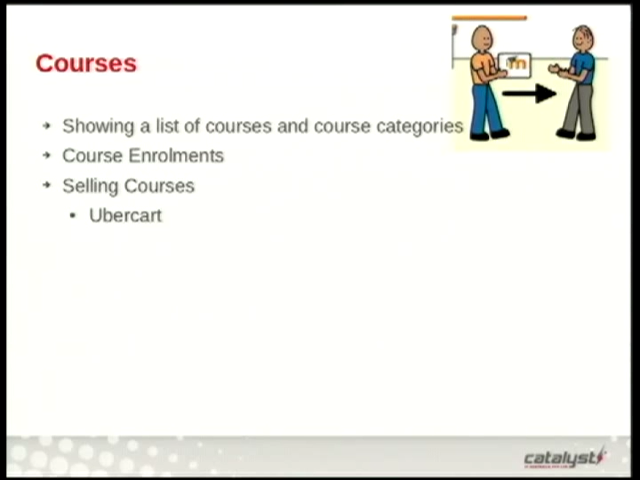 Courses
Showing a list of courses and course categories
Course Enrolments
Selling Courses
Ubercart
catalyst